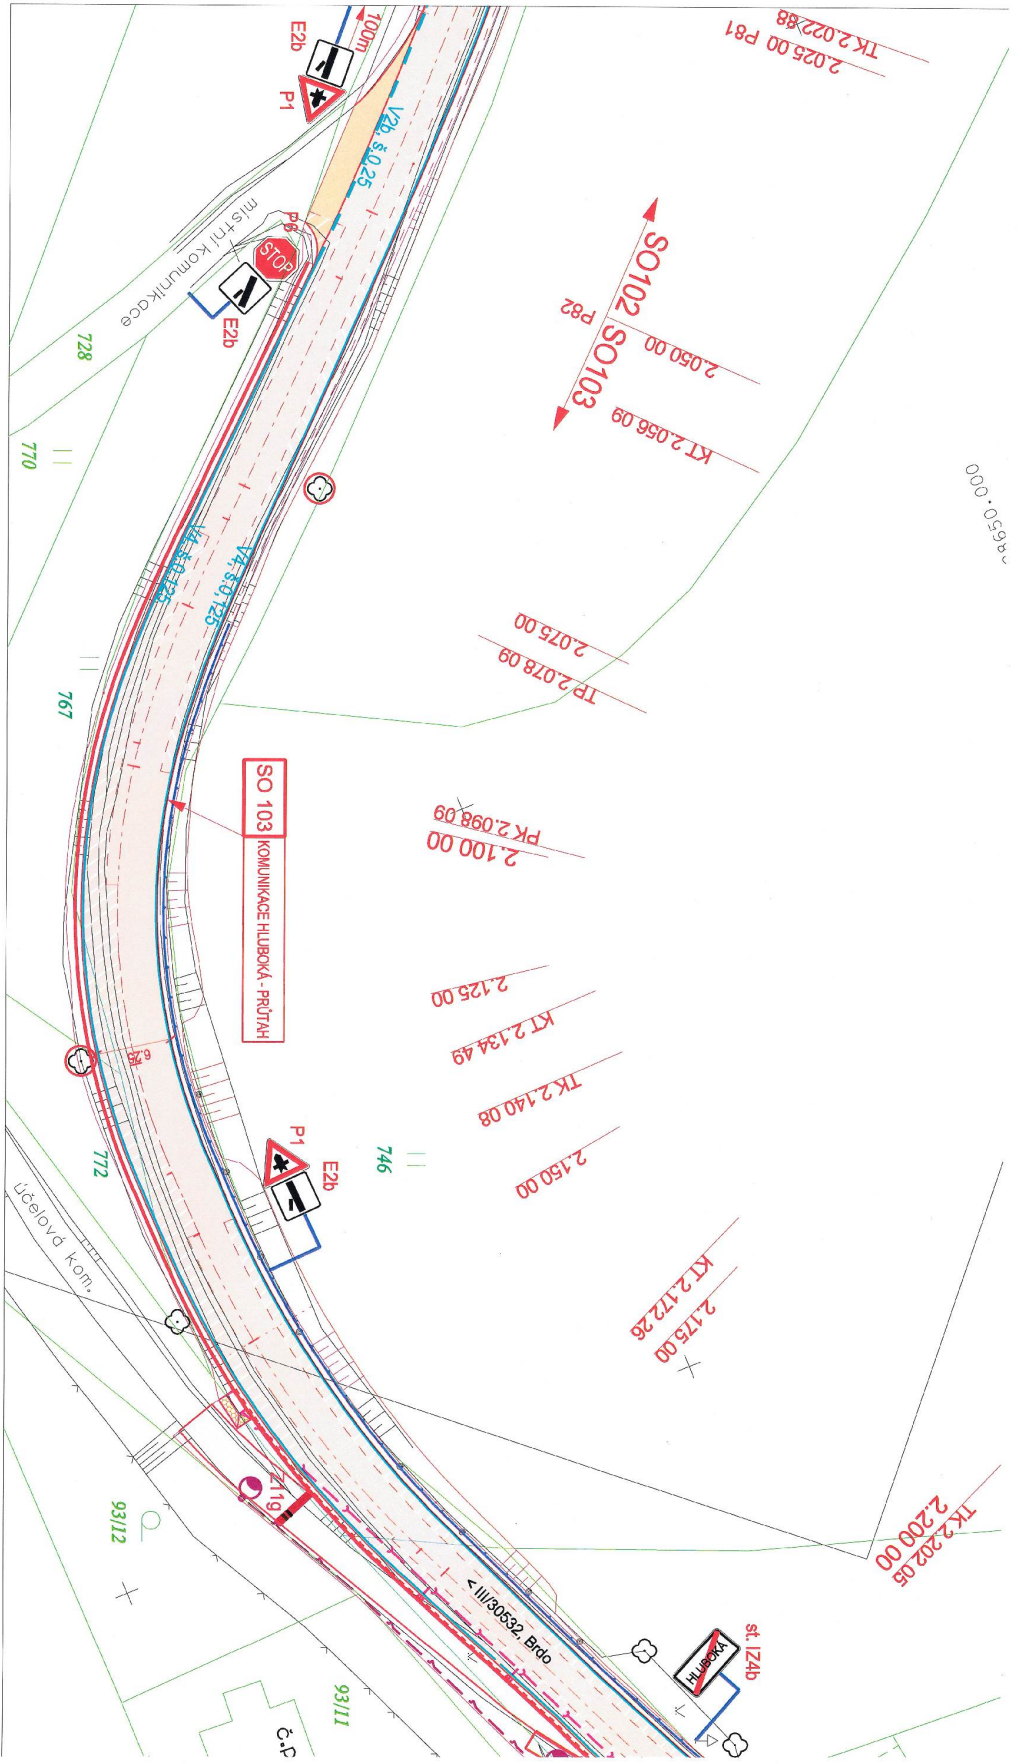 100m
E2b
P1
V2b, š.0,25
TK 2.022 88
2.025 00 P81
místní komunikace
P6
STOP
E2b
728
SO102 SO103
P82
2.050 00
KT 2.056 09
770
V4, š.0,125
V4, š.0,125
767
2.075 00
TP 2.078 09
SO 103 KOMUNIKACE HLUBOKÁ - PRŮTAH
PK 2.098 09
2.100 00
2.125 00
KT 2.134 49
TK 2.140 08
2.150 00
6.75
772
účelová kom.
P1
E2b
746
KT 2.172 26
2.175 00
Z11g
93/12
TK 2.202 05
2.200 00
< III/30532, Brdo
HLUBOKÁ
st. IZ4b
93/11
č.p